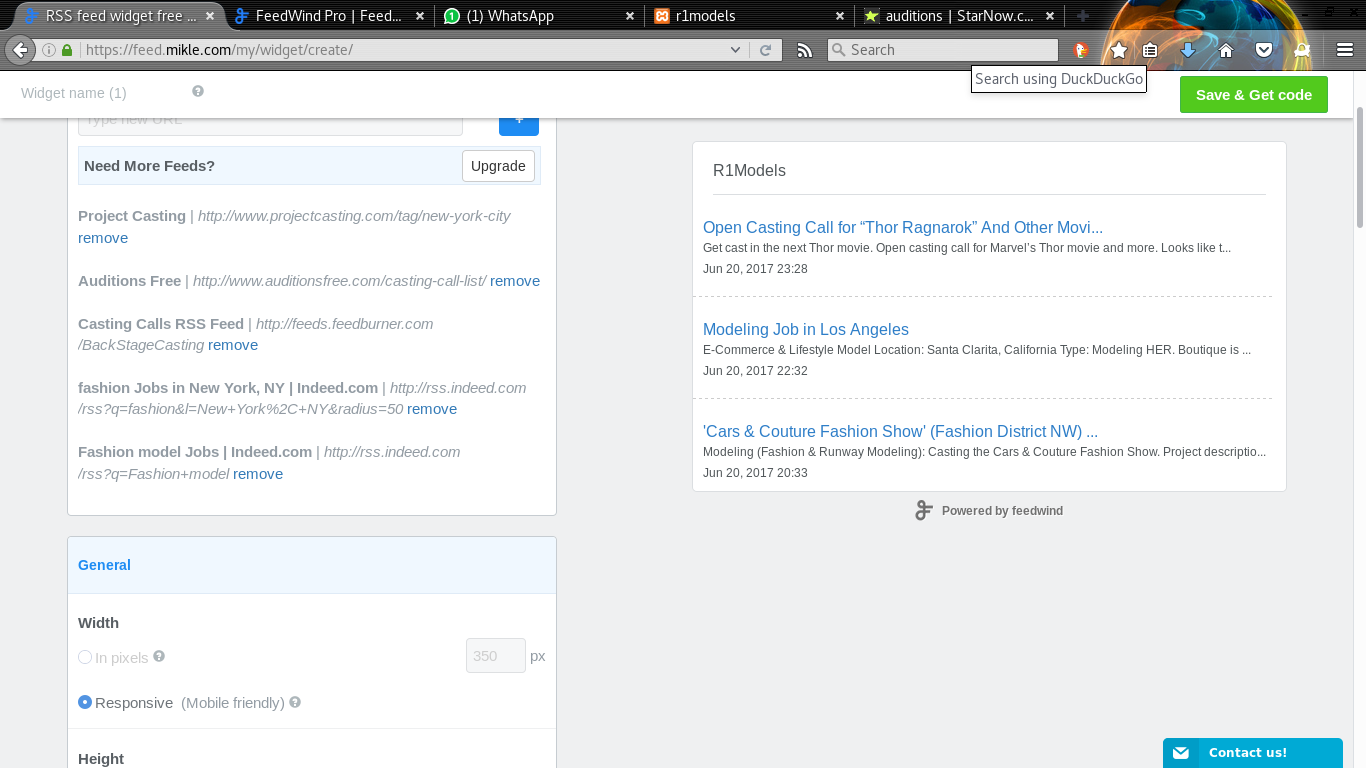 RSS feed widget free ...
FeedWind Pro | Feed...
(1) WhatsApp
r1models
auditions | StarNow.c...
https://feed.mikle.com/my/widget/create/
Search
Search using DuckDuckGo
Widget name (1)
Save & Get code
Type new URL
+
Need More Feeds?
Upgrade
Project Casting | http://www.projectcasting.com/tag/new-york-city
remove
Auditions Free | http://www.auditionsfree.com/casting-call-list/ remove
Casting Calls RSS Feed | http://feeds.feedburner.com
/BackStageCasting remove
fashion Jobs in New York, NY | Indeed.com | http://rss.indeed.com
/rss?q=fashion&l=New+York%2C+NY&radius=50 remove
Fashion model Jobs | Indeed.com | http://rss.indeed.com
/rss?q=Fashion+model remove
General
Width
In pixels
350 px
Responsive (Mobile friendly)
Height
R1Models
Open Casting Call for “Thor Ragnarok” And Other Movi...
Get cast in the next Thor movie. Open casting call for Marvel’s Thor movie and more. Looks like t...
Jun 20, 2017 23:28
Modeling Job in Los Angeles
E-Commerce & Lifestyle Model Location: Santa Clarita, California Type: Modeling HER. Boutique is ...
Jun 20, 2017 22:32
'Cars & Couture Fashion Show' (Fashion District NW) ...
Modeling (Fashion & Runway Modeling): Casting the Cars & Couture Fashion Show. Project descriptio...
Jun 20, 2017 20:33
Powered by feedwind
Contact us!